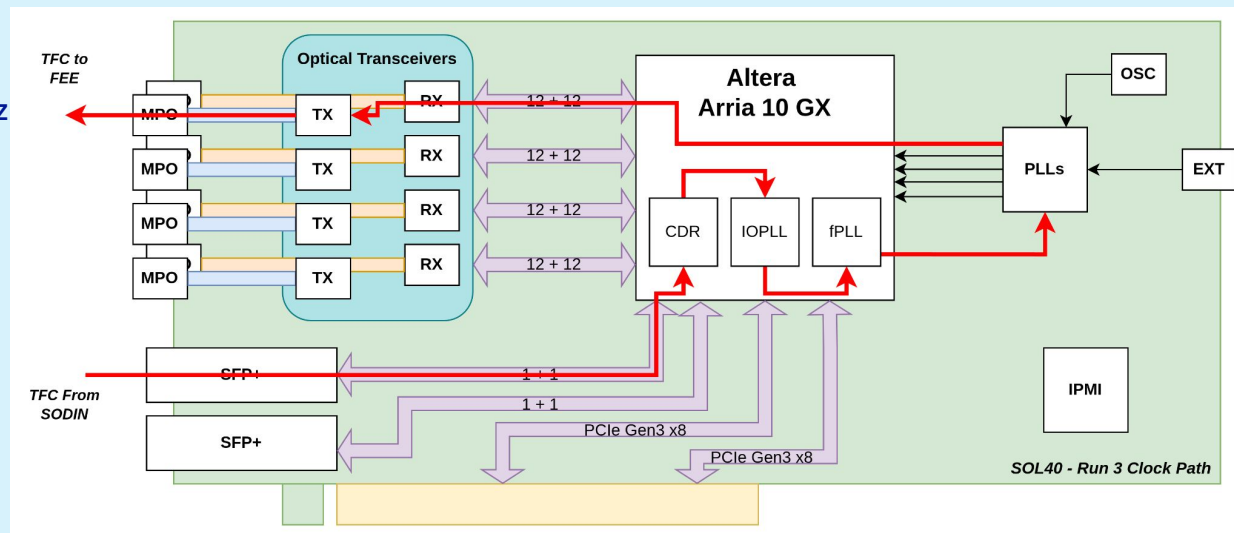 TFC to
FEE
Z
Optical Transceivers
MPO
TX
RX
12 + 12
MPO
TX
RX
12 + 12
MPO
TX
RX
12 + 12
MPO
TX
RX
12 + 12
Altera
Arria 10 GX
CDR
IOPLL
fPLL
OSC
PLLs
EXT
TFC From
SODIN
SFP+
1 + 1
SFP+
1 + 1
PCIe Gen3 x8
PCIe Gen3 x8
IPMI
SOL40 - Run 3 Clock Path